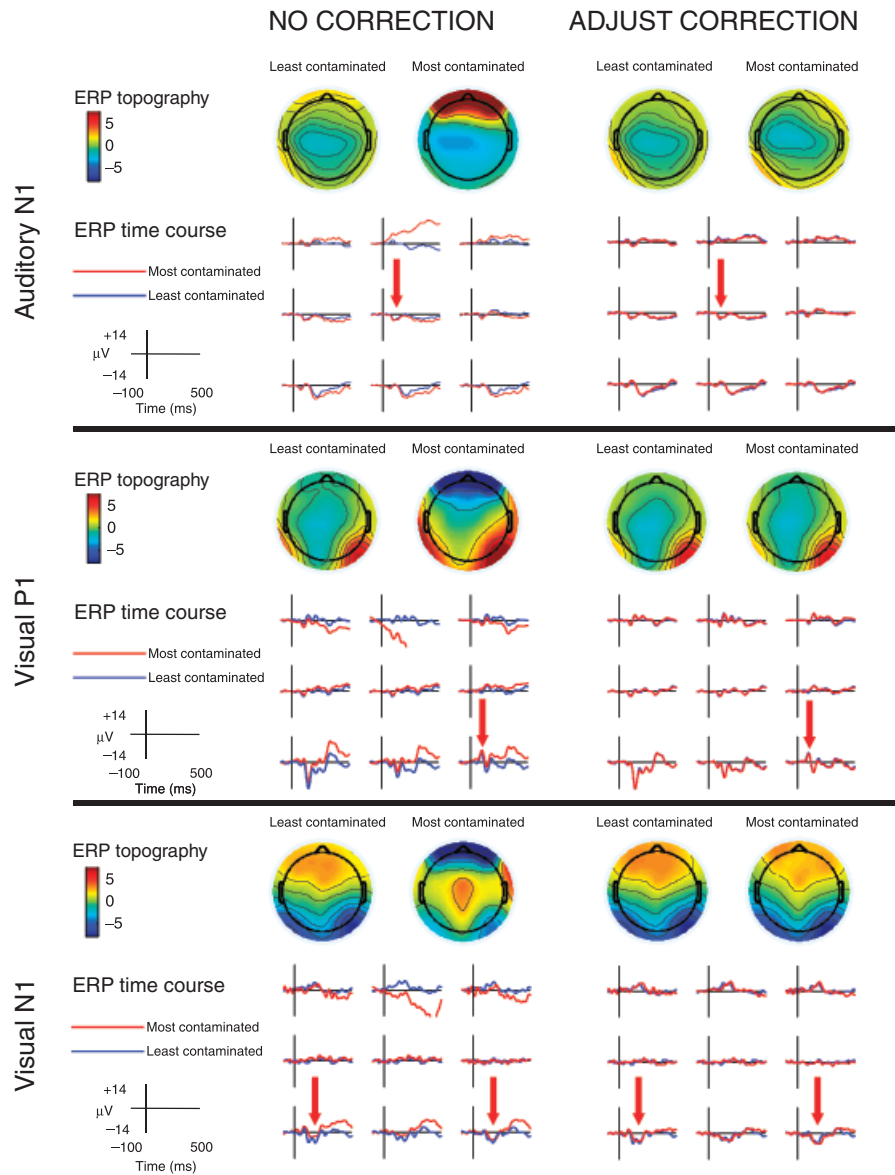 NO CORRECTION ADJUST CORRECTION
Least contaminated Most contaminated Least contaminated Most contaminated
Auditory N1
ERP topography
5
0
−5
ERP time course
Most contaminated
Least contaminated
+14
μV
−14
−100 500
Time (ms)
Least contaminated Most contaminated Least contaminated Most contaminated
Visual P1
ERP topography
5
0
−5
ERP time course
Most contaminated
Least contaminated
+14
μV
−14
−100 500
Time (ms)
Least contaminated Most contaminated Least contaminated Most contaminated
Visual N1
ERP topography
5
0
−5
ERP time course
Most contaminated
Least contaminated
+14
μV
−14
−100 500
Time (ms)